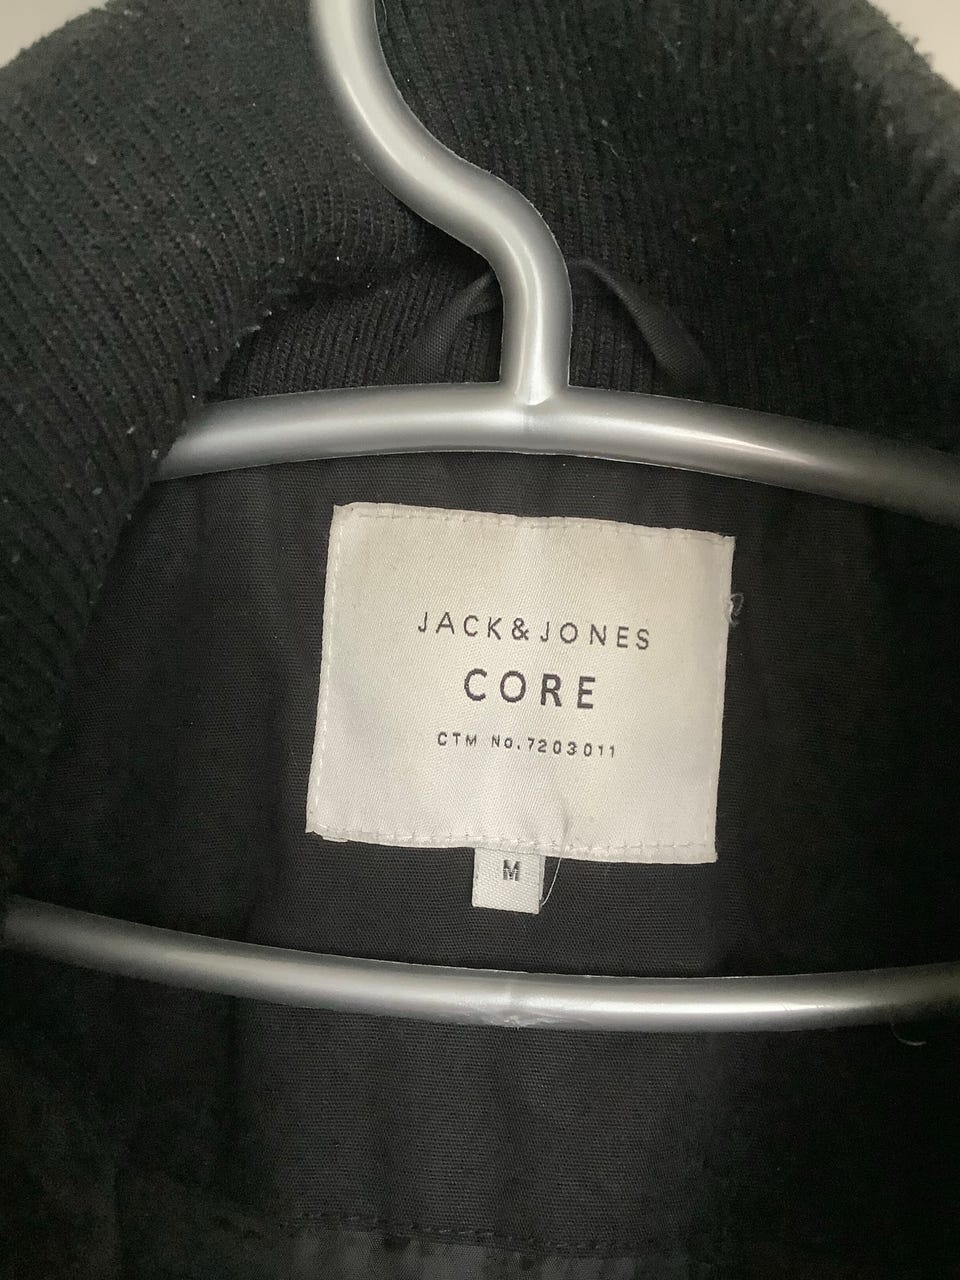 JACK&JONES
CORE
CTM No.7203011
M